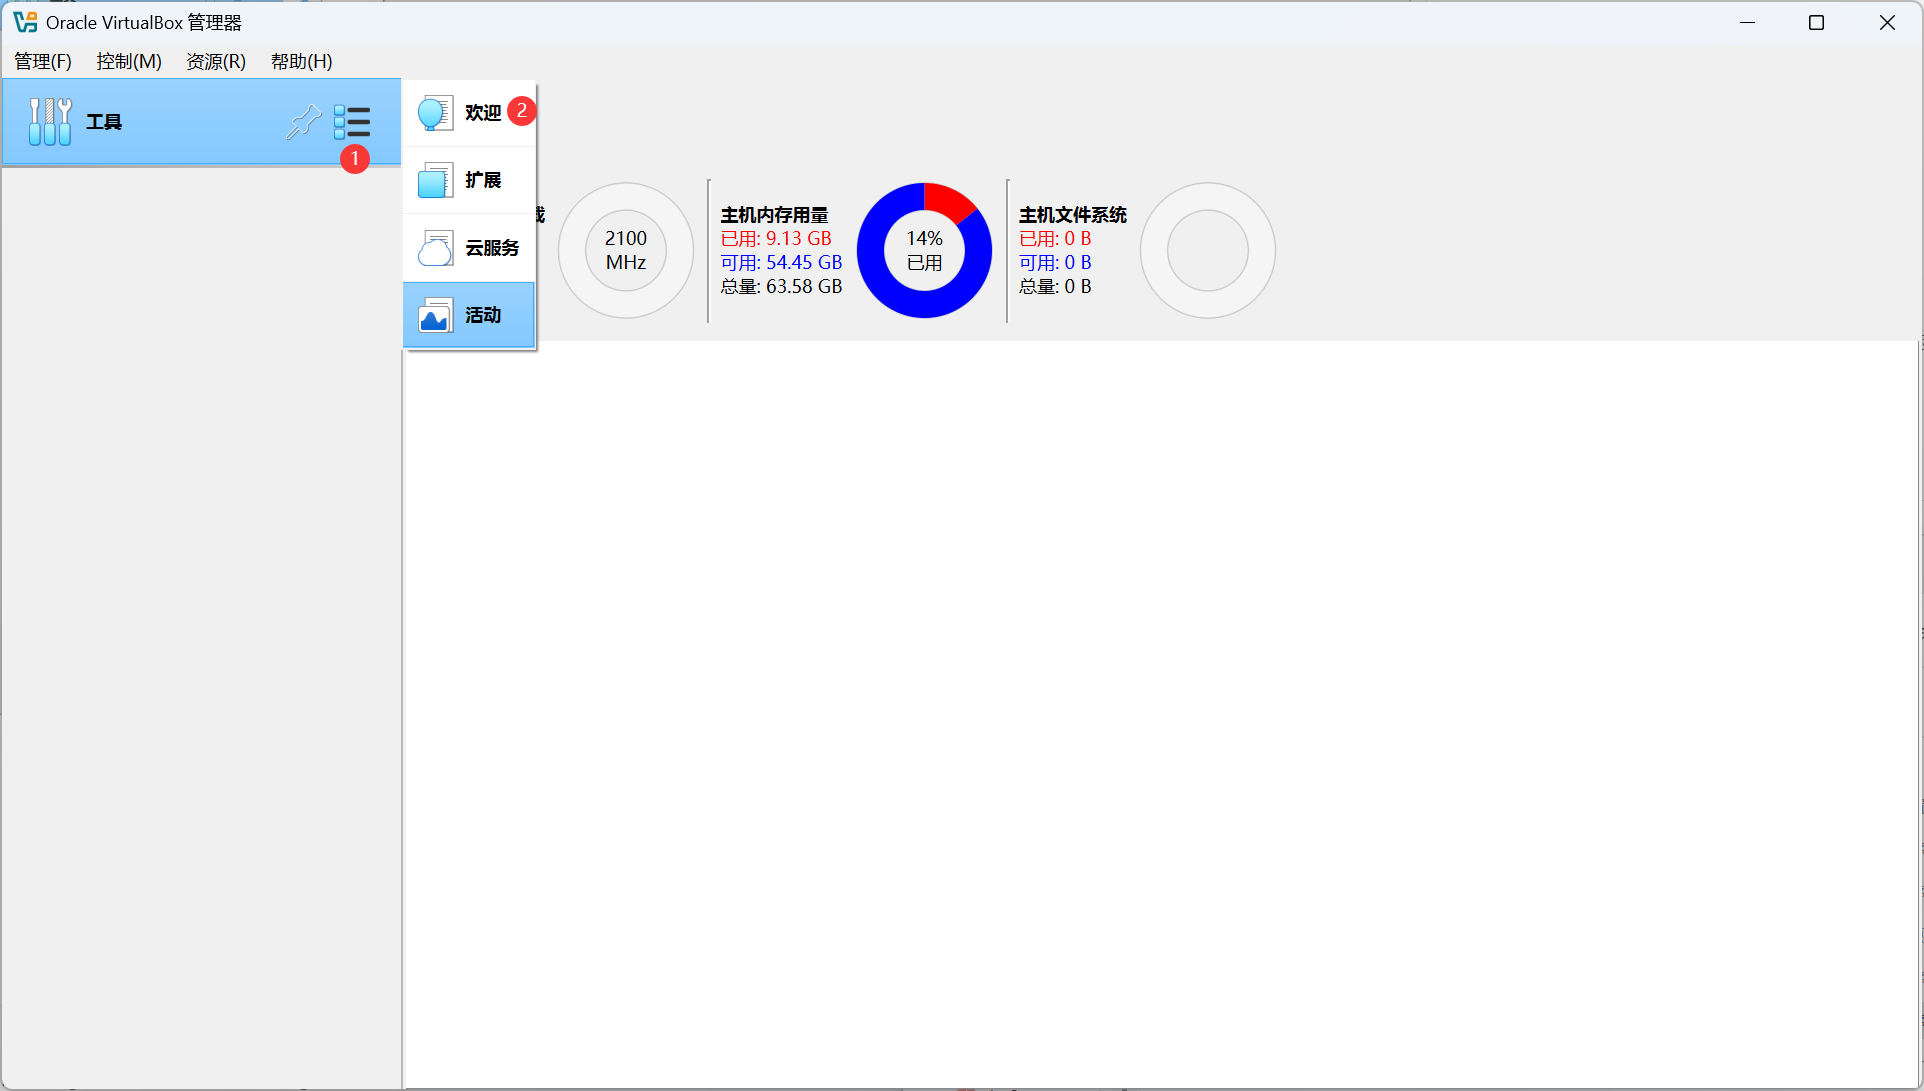 Oracle VirtualBox 管理器
管理(F) 控制(M) 资源(R) 帮助(H)
工具
1
欢迎 2
扩展
云服务
活动
载
2100
MHz
主机内存用量
已用: 9.13 GB
可用: 54.45 GB
总量: 63.58 GB
14%
已用
主机文件系统
已用: 0 B
可用: 0 B
总量: 0 B